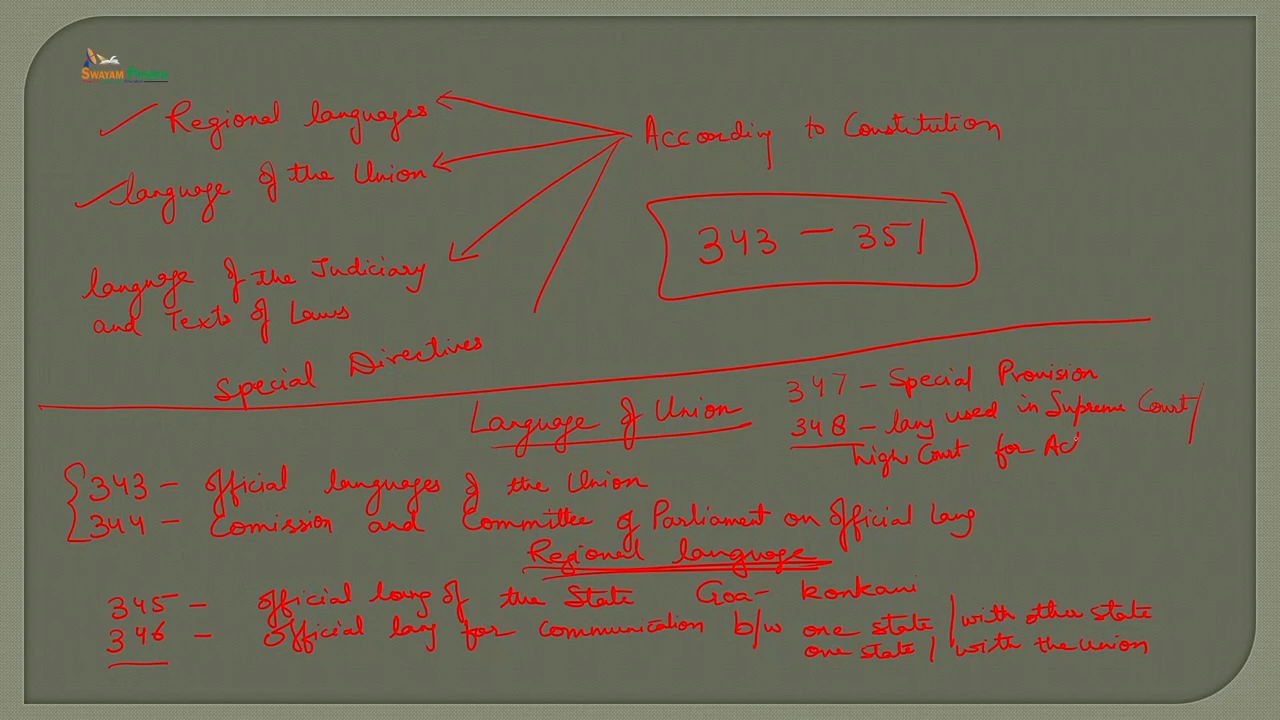 SWAYAM PRABHA
Regional languages
According to Constitution
language of the Union
343 - 351
language of the Judiciary
and Texts of Laws
Special Directives
Language of Union
347 - Special Provision
348 - lang used in Supreme Court/
high Court for Ac
343 - official languages of the Union
344 - Comission and Committee of Parliament on official lang
Regional language
345 - official lang of the State Goa - konkani
346 - official lang for communication b/w one state / with other state
one state / with the union